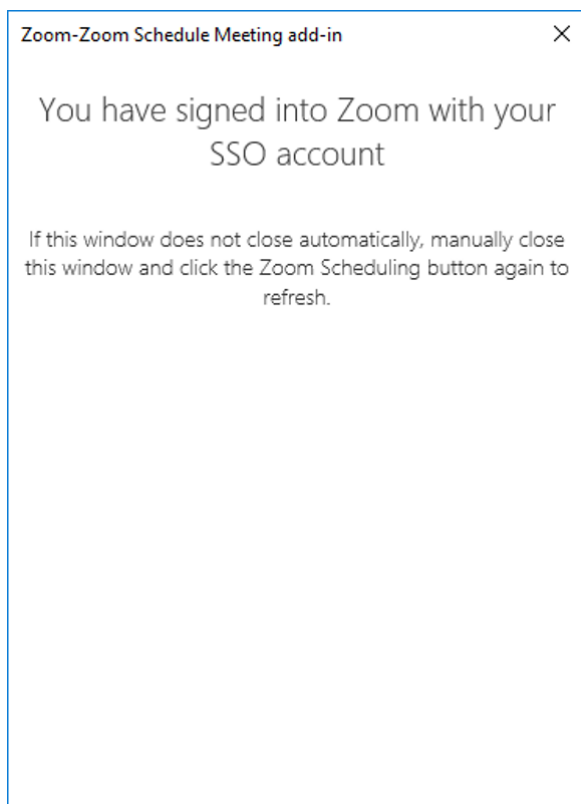 Zoom-Zoom Schedule Meeting add-in
You have signed into Zoom with your
SSO account
If this window does not close automatically, manually close
this window and click the Zoom Scheduling button again to
refresh.